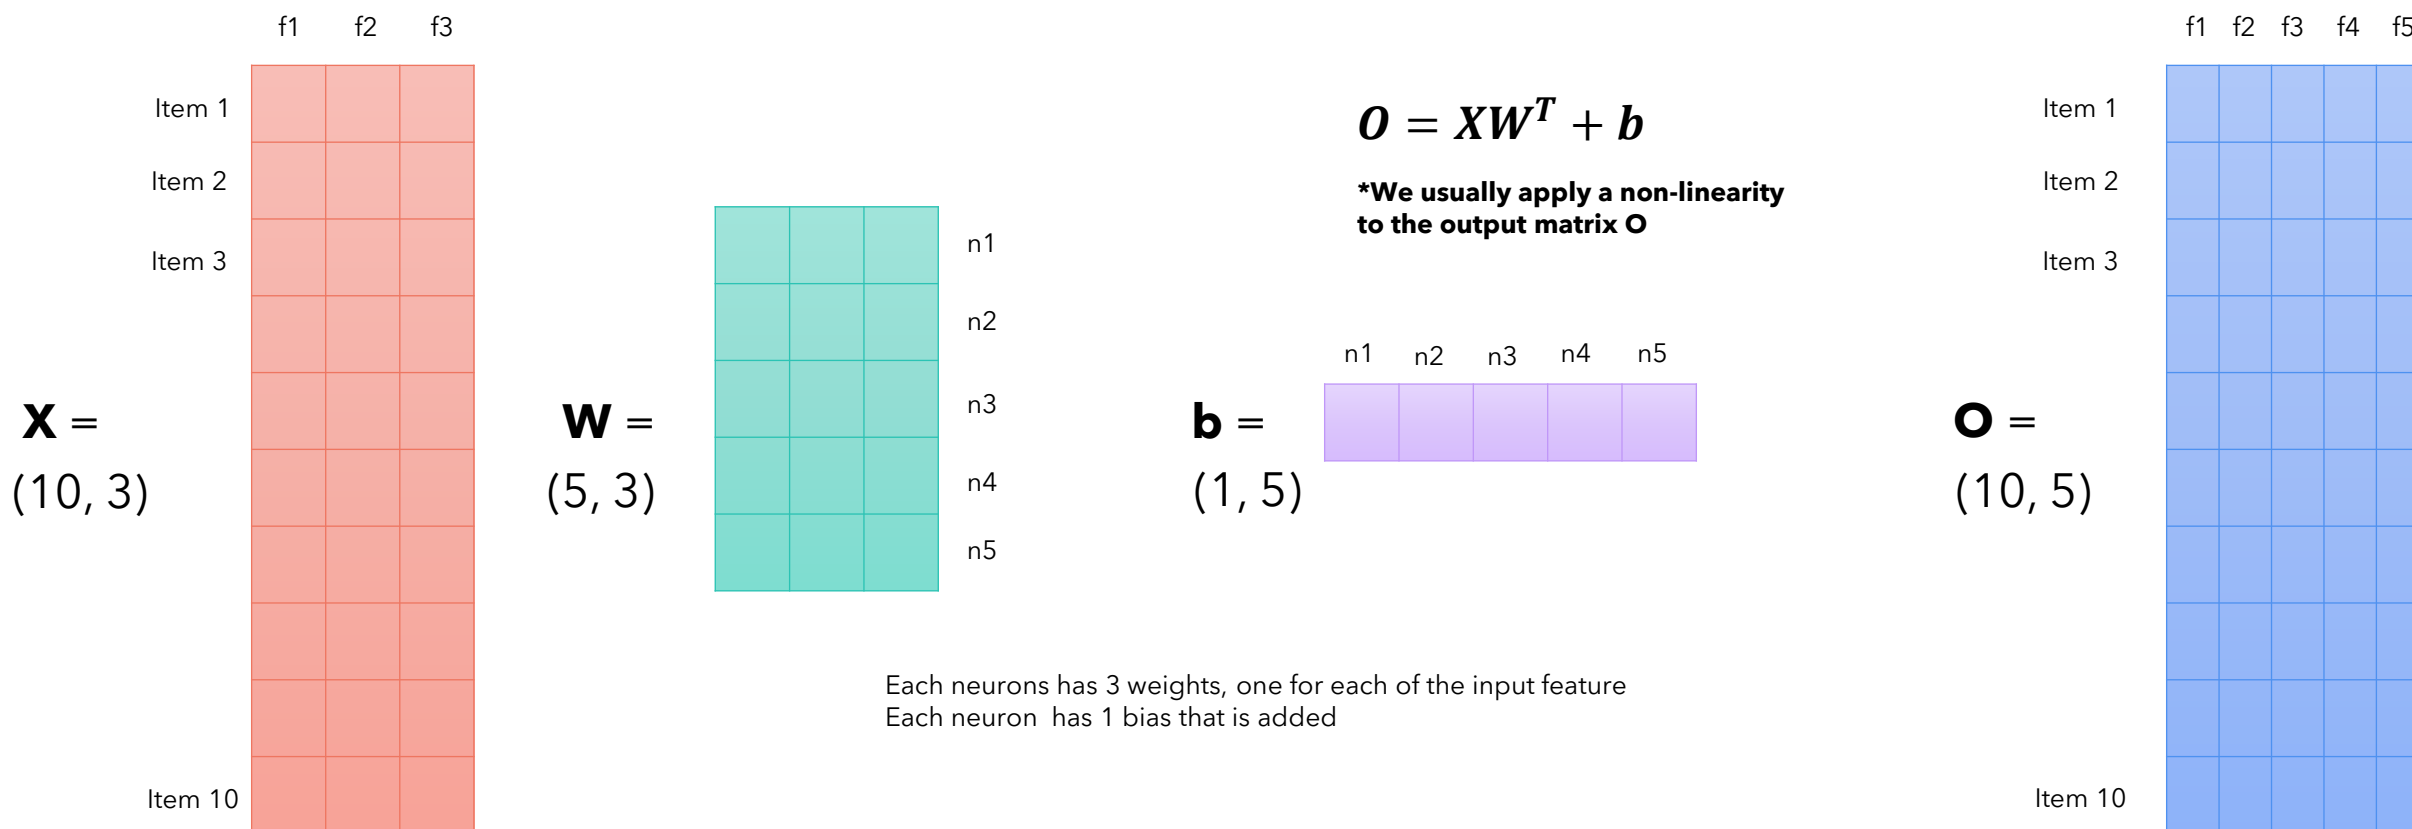 f1 f2 f3
Item 1
Item 2
Item 3
X =
(10, 3)
Item 10
W =
(5, 3)
n1
n2
n3
n4
n5
O = XW^T + b
*We usually apply a non-linearity
to the output matrix O
n1 n2 n3 n4 n5
b =
(1, 5)
Each neurons has 3 weights, one for each of the input feature
Each neuron has 1 bias that is added
f1 f2 f3 f4 f5
Item 1
Item 2
Item 3
O =
(10, 5)
Item 10